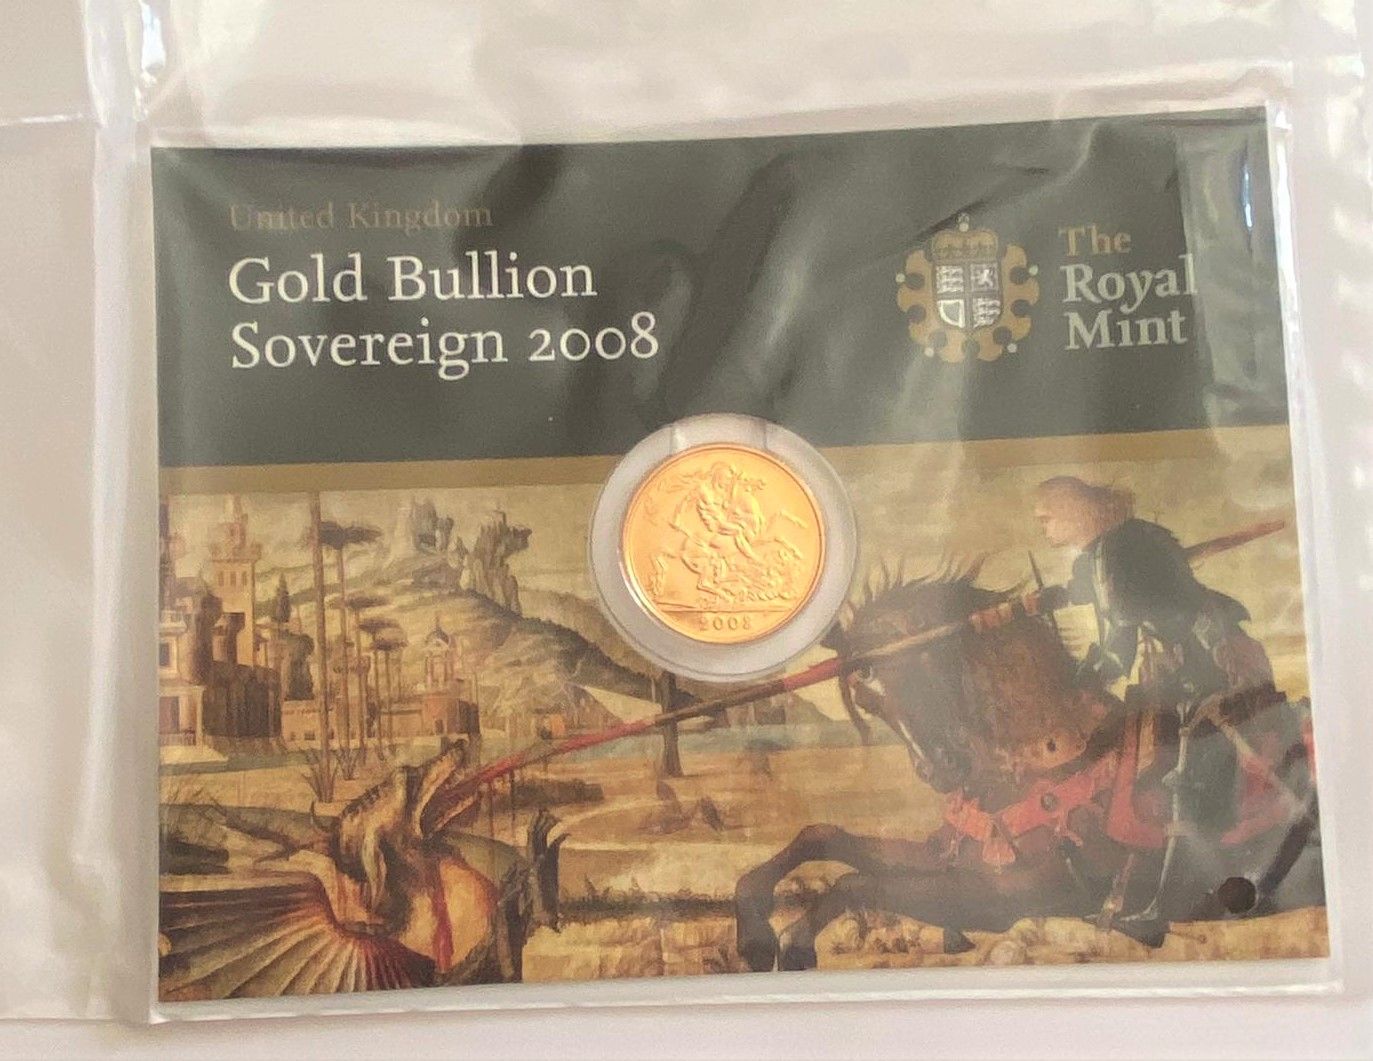 United Kingdom
Gold Bullion
Sovereign 2008
The
Royal
Mint
2008